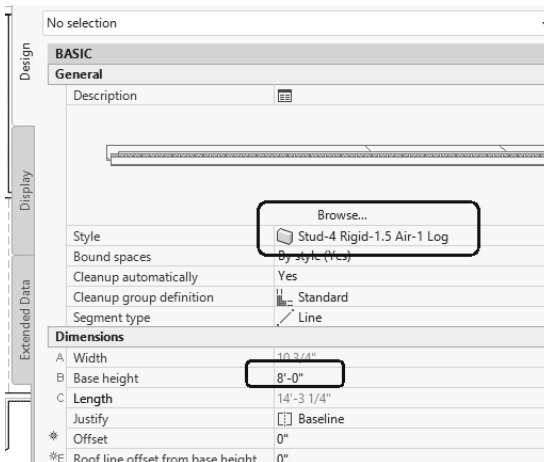 No selection
Design
BASIC
General
Description
Display
Browse...
Style Stud-4 Rigid-1.5 Air-1 Log
Bound spaces By style (Yes)
Cleanup automatically Yes
Cleanup group definition Standard
Segment type Line
Extended Data
Dimensions
A Width 10 3/4"
B Base height 8'-0"
C Length 14'-3 1/4"
Justify Baseline
Offset 0"
E Roof line offset from base height 0"